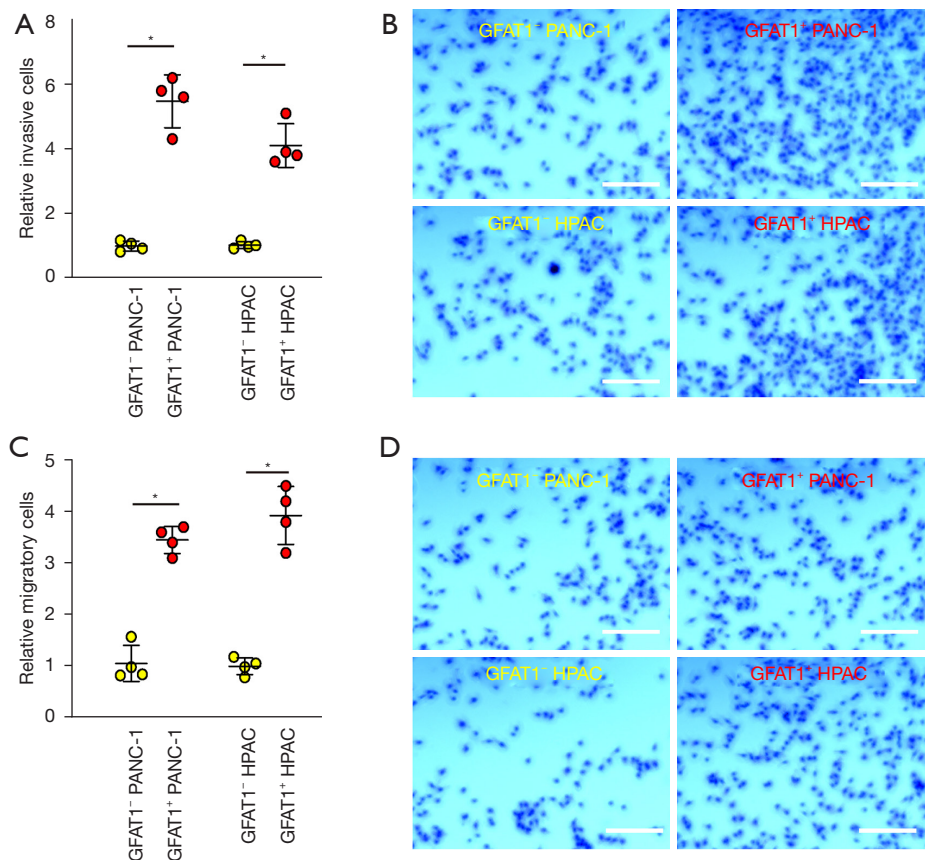 A
Relative invasive cells
8
6
4
2
0
*
*
GFAT1⁻ PANC-1
GFAT1⁺ PANC-1
GFAT1⁻ HPAC
GFAT1⁺ HPAC
B
GFAT1⁻ PANC-1
GFAT1⁺ PANC-1
GFAT1⁻ HPAC
GFAT1⁺ HPAC
C
Relative migratory cells
5
4
3
2
1
0
*
*
GFAT1⁻ PANC-1
GFAT1⁺ PANC-1
GFAT1⁻ HPAC
GFAT1⁺ HPAC
D
GFAT1⁻ PANC-1
GFAT1⁺ PANC-1
GFAT1⁻ HPAC
GFAT1⁺ HPAC